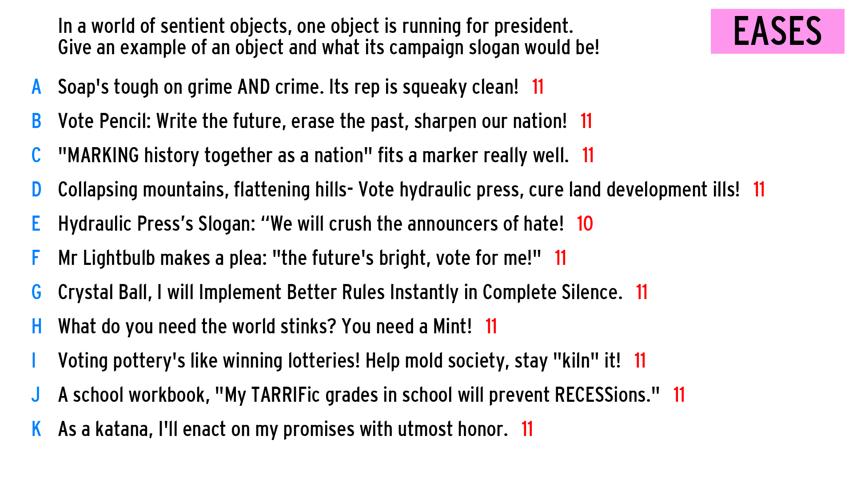 In a world of sentient objects, one object is running for president.
Give an example of an object and what its campaign slogan would be!
EASES
A Soap's tough on grime AND crime. Its rep is squeaky clean! 11
B Vote Pencil: Write the future, erase the past, sharpen our nation! 11
C "MARKING history together as a nation" fits a marker really well. 11
D Collapsing mountains, flattening hills- Vote hydraulic press, cure land development ills! 11
E Hydraulic Press’s Slogan: “We will crush the announcers of hate! 10
F Mr Lightbulb makes a plea: "the future's bright, vote for me!" 11
G Crystal Ball, I will Implement Better Rules Instantly in Complete Silence. 11
H What do you need the world stinks? You need a Mint! 11
I Voting pottery's like winning lotteries! Help mold society, stay "kiln" it! 11
J A school workbook, "My TARRIFic grades in school will prevent RECESSions." 11
K As a katana, I'll enact on my promises with utmost honor. 11